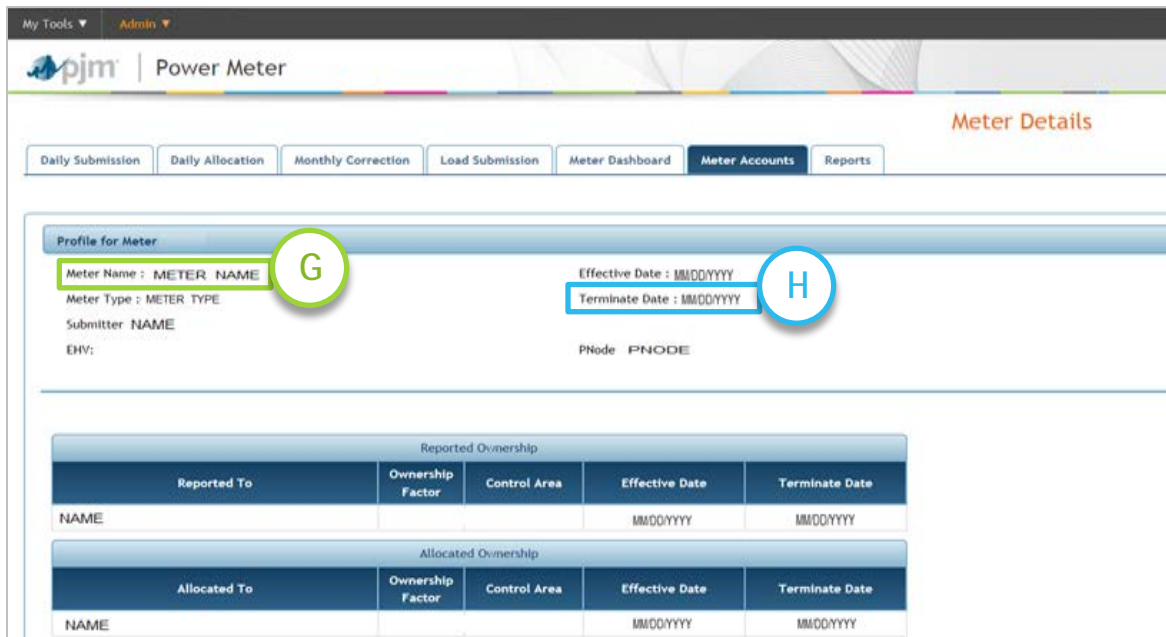 My Tools ▼ Admin ▼
pjm Power Meter
Meter Details
Daily Submission Daily Allocation Monthly Correction Load Submission Meter Dashboard Meter Accounts Reports
Profile for Meter
Meter Name : METER NAME G Effective Date : MM/DD/YYYY
Meter Type : METER TYPE Terminate Date : MM/DD/YYYY H
Submitter NAME
EHV: PNode PNODE
Reported Ownership
Reported To Ownership Factor Control Area Effective Date Terminate Date
NAME MM/DD/YYYY MM/DD/YYYY
Allocated Ownership
Allocated To Ownership Factor Control Area Effective Date Terminate Date
NAME MM/DD/YYYY MM/DD/YYYY